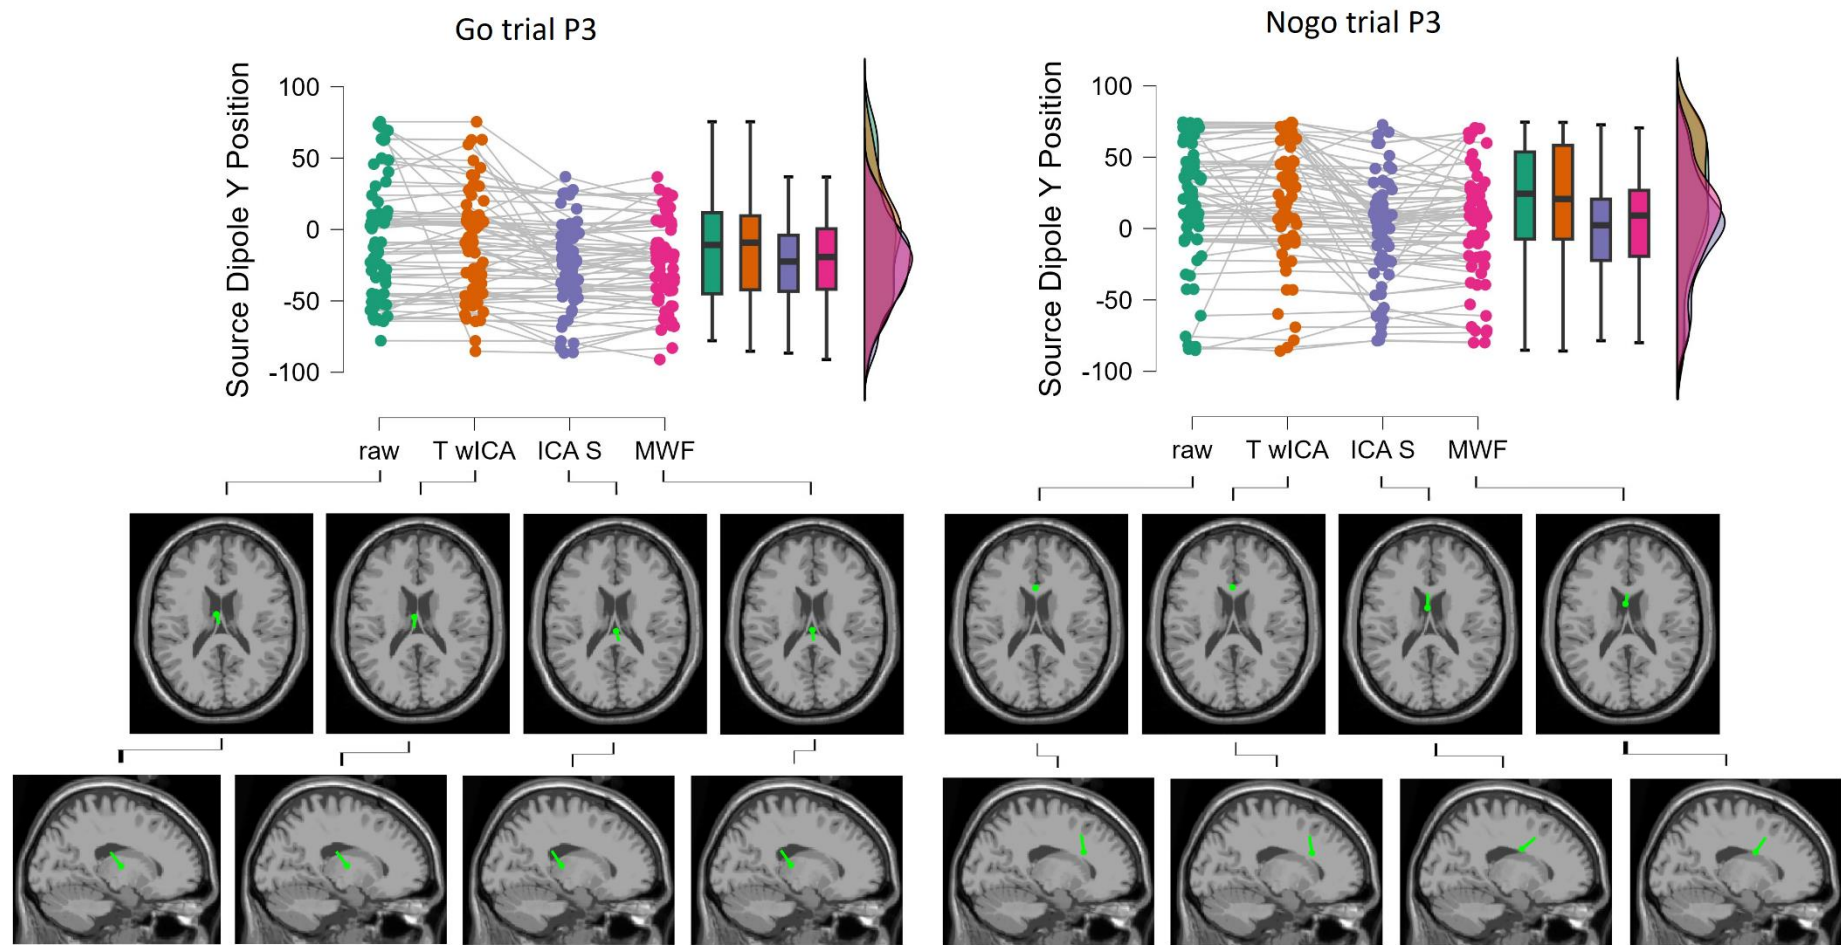 Go trial P3
Source Dipole Y Position
100
50
0
-50
-100
raw
T wICA
ICA S
MWF
Nogo trial P3
Source Dipole Y Position
100
50
0
-50
-100
raw
T wICA
ICA S
MWF